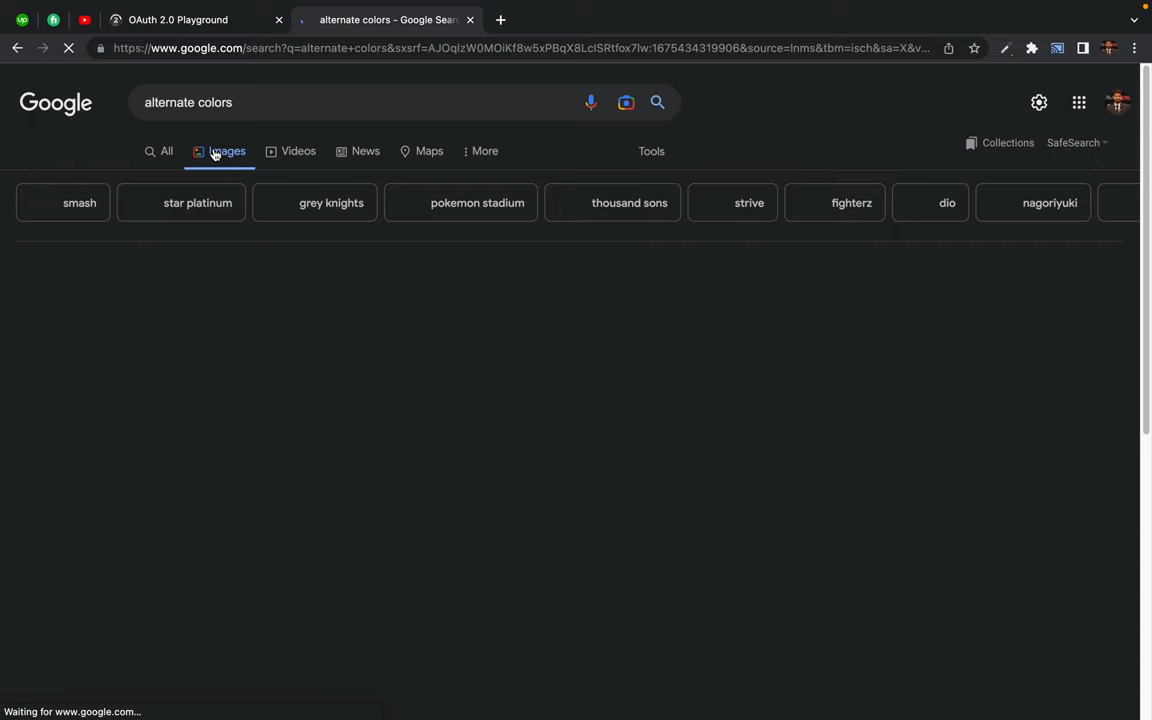 OAuth 2.0 Playground
alternate colors - Google Searc
https://www.google.com/search?q=alternate+colors&sxsrf=AJOqlzW0MOiKf8w5xPBqX8LclSRtfox7lw:1675434319906&source=lnms&tbm=isch&sa=X&v...
Google
alternate colors
All
Images
Videos
News
Maps
More
Tools
Collections
SafeSearch
smash
star platinum
grey knights
pokemon stadium
thousand sons
strive
fighterz
dio
nagoriyuki
Waiting for www.google.com...